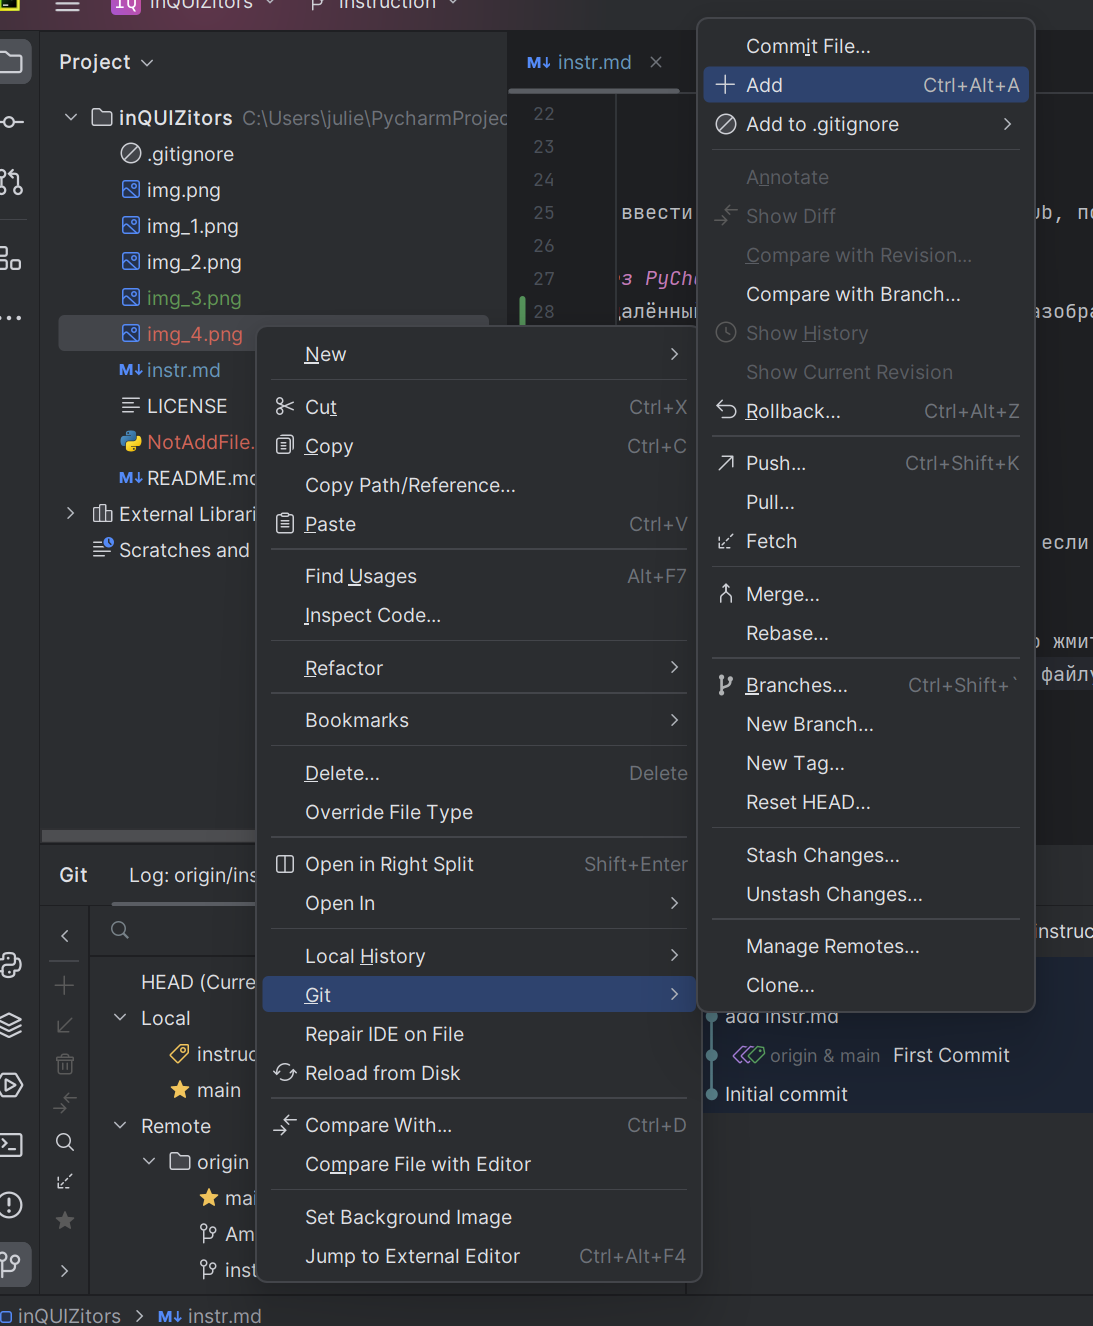 IQ inQUIZitors instruction
Project
inQUIZitors C:\Users\julie\PycharmProjec
.gitignore
img.png
img_1.png
img_2.png
img_3.png
img_4.png
M↓ instr.md
LICENSE
NotAddFile.
M↓ README.md
External Librari
Scratches and
M↓ instr.md
22
23
24
25 ввести ub, по
26
27 ез PyCh
28 далённы азобра
если
о жмит
файлу
New
Cut Ctrl+X
Copy Ctrl+C
Copy Path/Reference...
Paste Ctrl+V
Find Usages Alt+F7
Inspect Code...
Refactor
Bookmarks
Delete... Delete
Override File Type
Open in Right Split Shift+Enter
Open In
Local History
Git
Repair IDE on File
Reload from Disk
Compare With... Ctrl+D
Compare File with Editor
Set Background Image
Jump to External Editor Ctrl+Alt+F4
Commit File...
Add Ctrl+Alt+A
Add to .gitignore
Annotate
Show Diff
Compare with Revision...
Compare with Branch...
Show History
Show Current Revision
Rollback... Ctrl+Alt+Z
Push... Ctrl+Shift+K
Pull...
Fetch
Merge...
Rebase...
Branches... Ctrl+Shift+`
New Branch...
New Tag...
Reset HEAD...
Stash Changes...
Unstash Changes...
Manage Remotes...
Clone...
Git Log: origin/ins
HEAD (Curre
Local
instruc
main
Remote
origin
mai
Am
inst
instruc
add instr.md
origin & main First Commit
Initial commit
inQUIZitors > M↓ instr.md